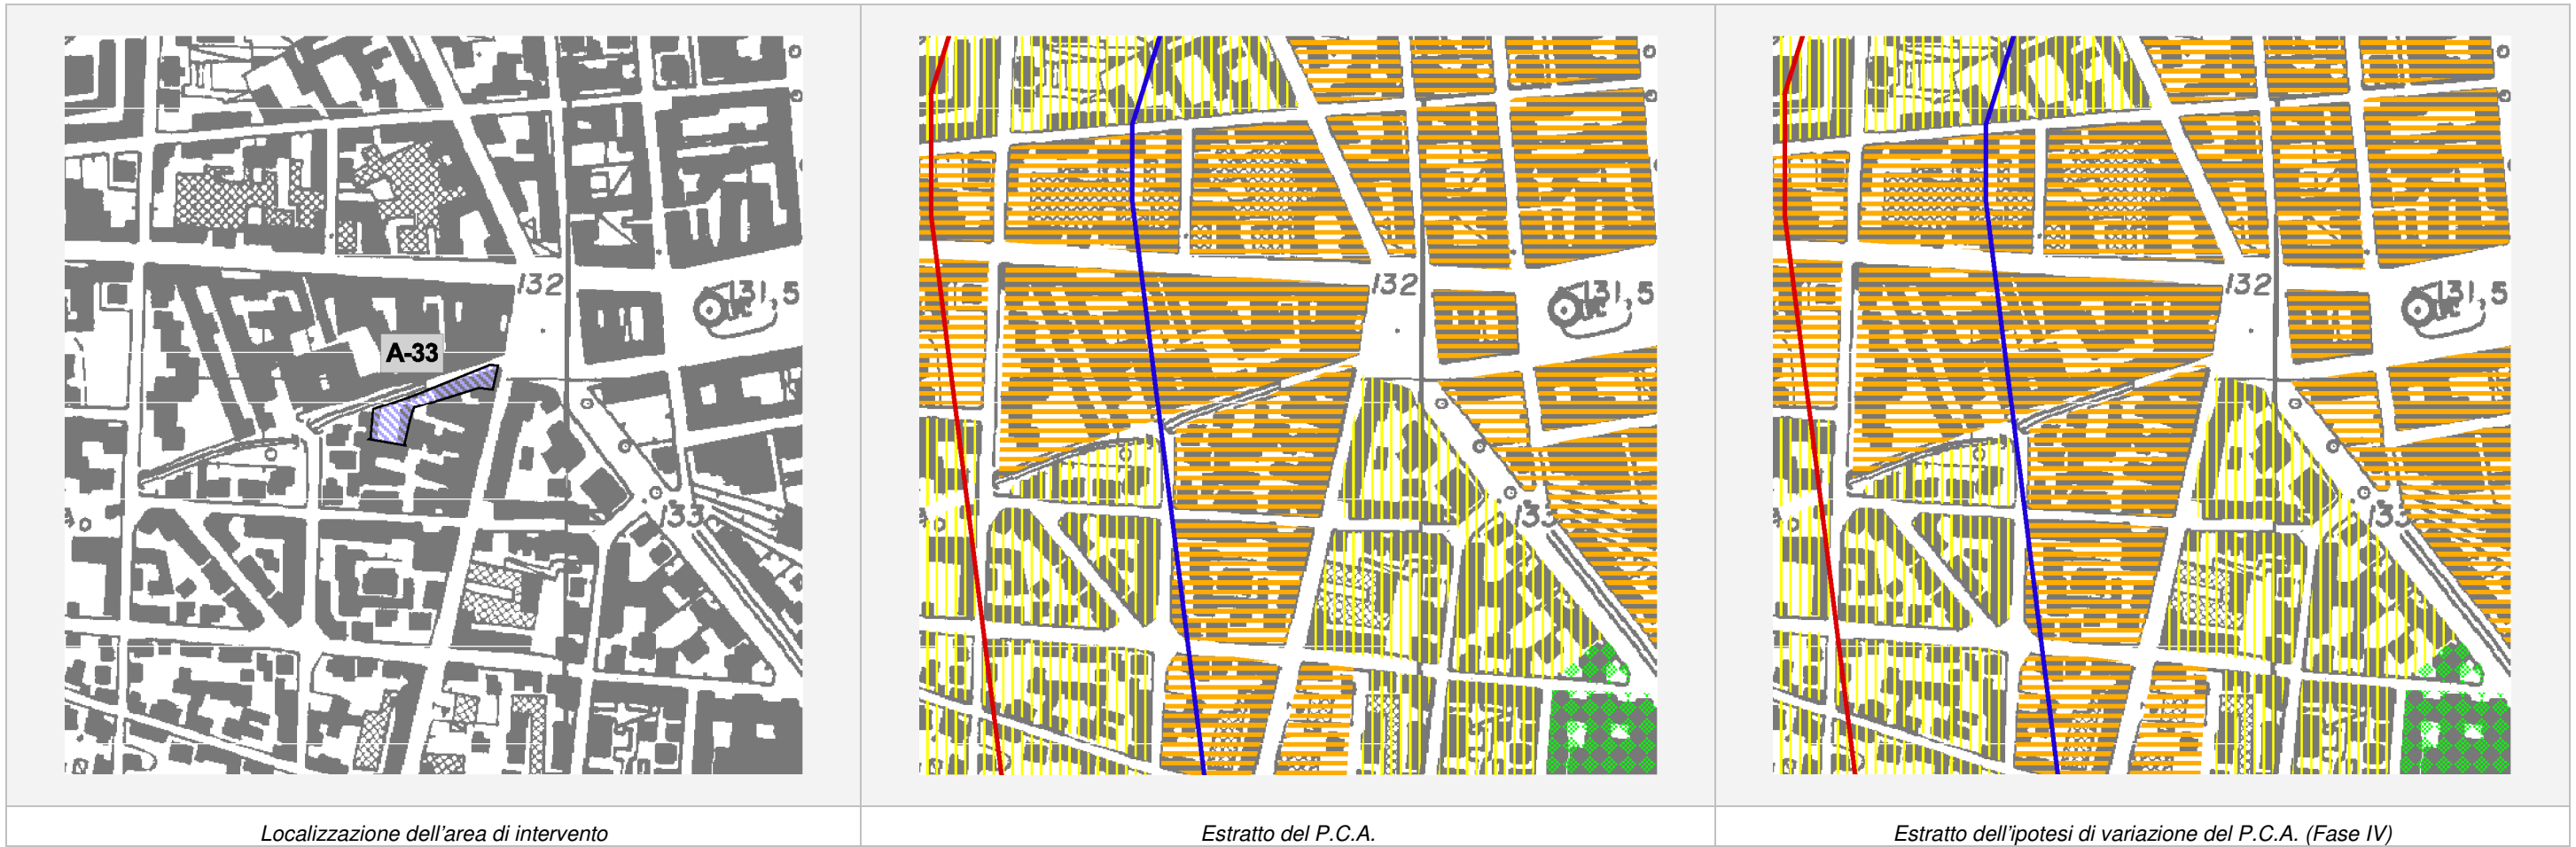 132
131,5
A-33
133
132
131,5
133
132
131,5
133
Localizzazione dell'area di intervento
Estratto del P.C.A.
Estratto dell'ipotesi di variazione del P.C.A. (Fase IV)